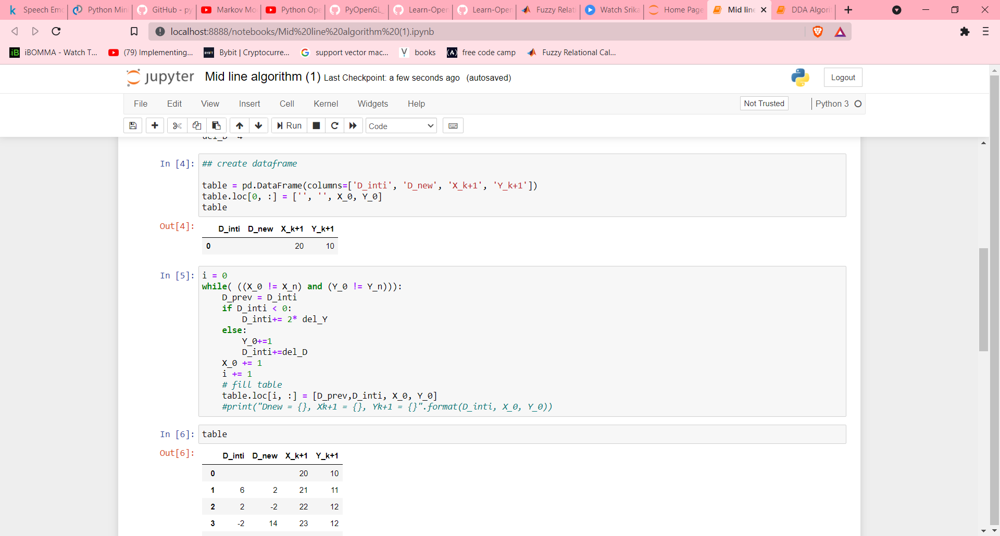 Speech Emo
Python Mini
GitHub - py
Markov Mo
Python Ope
PyOpenGL_
Learn-Open
Learn-Open
Fuzzy Relati
Watch Srika
Home Page
Mid line
DDA Algorit
localhost:8888/notebooks/Mid%20line%20algorithm%20(1).ipynb
iBOMMA - Watch T...
(79) Implementing...
Bybit | Cryptocurre...
support vector mac...
books
free code camp
Fuzzy Relational Cal...
jupyter Mid line algorithm (1) Last Checkpoint: a few seconds ago (autosaved)
Logout
File Edit View Insert Cell Kernel Widgets Help
Not Trusted
Python 3
Run
Code
del_D 4
In [4]:
## create dataframe
table = pd.DataFrame(columns=['D_inti', 'D_new', 'X_k+1', 'Y_k+1'])
table.loc[0, :] = ['', '', X_0, Y_0]
table
Out[4]:
D_inti D_new X_k+1 Y_k+1
0 20 10
In [5]:
i = 0
while( ((X_0 != X_n) and (Y_0 != Y_n))):
    D_prev = D_inti
    if D_inti < 0:
        D_inti+= 2* del_Y
    else:
        Y_0+=1
        D_inti+=del_D
    X_0 += 1
    i += 1
    # fill table
    table.loc[i, :] = [D_prev,D_inti, X_0, Y_0]
    #print("Dnew = {}, Xk+1 = {}, Yk+1 = {}".format(D_inti, X_0, Y_0))
In [6]:
table
Out[6]:
D_inti D_new X_k+1 Y_k+1
0 20 10
1 6 2 21 11
2 2 -2 22 12
3 -2 14 23 12